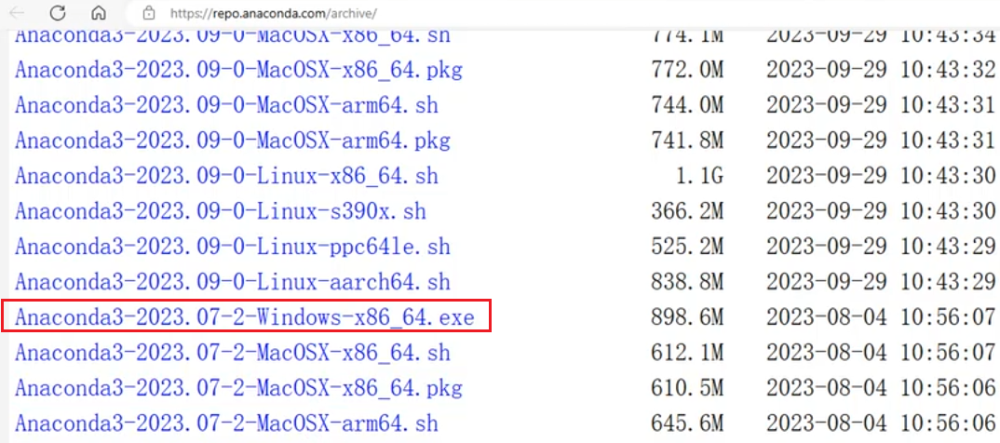 https://repo.anaconda.com/archive/
Anaconda3-2023.09-0-MacOSX-x86_64.sh 774.1M 2023-09-29 10:43:34
Anaconda3-2023.09-0-MacOSX-x86_64.pkg 772.0M 2023-09-29 10:43:32
Anaconda3-2023.09-0-MacOSX-arm64.sh 744.0M 2023-09-29 10:43:31
Anaconda3-2023.09-0-MacOSX-arm64.pkg 741.8M 2023-09-29 10:43:31
Anaconda3-2023.09-0-Linux-x86_64.sh 1.1G 2023-09-29 10:43:30
Anaconda3-2023.09-0-Linux-s390x.sh 366.2M 2023-09-29 10:43:30
Anaconda3-2023.09-0-Linux-ppc64le.sh 525.2M 2023-09-29 10:43:29
Anaconda3-2023.09-0-Linux-aarch64.sh 838.8M 2023-09-29 10:43:29
Anaconda3-2023.07-2-Windows-x86_64.exe 898.6M 2023-08-04 10:56:07
Anaconda3-2023.07-2-MacOSX-x86_64.sh 612.1M 2023-08-04 10:56:07
Anaconda3-2023.07-2-MacOSX-x86_64.pkg 610.5M 2023-08-04 10:56:06
Anaconda3-2023.07-2-MacOSX-arm64.sh 645.6M 2023-08-04 10:56:06